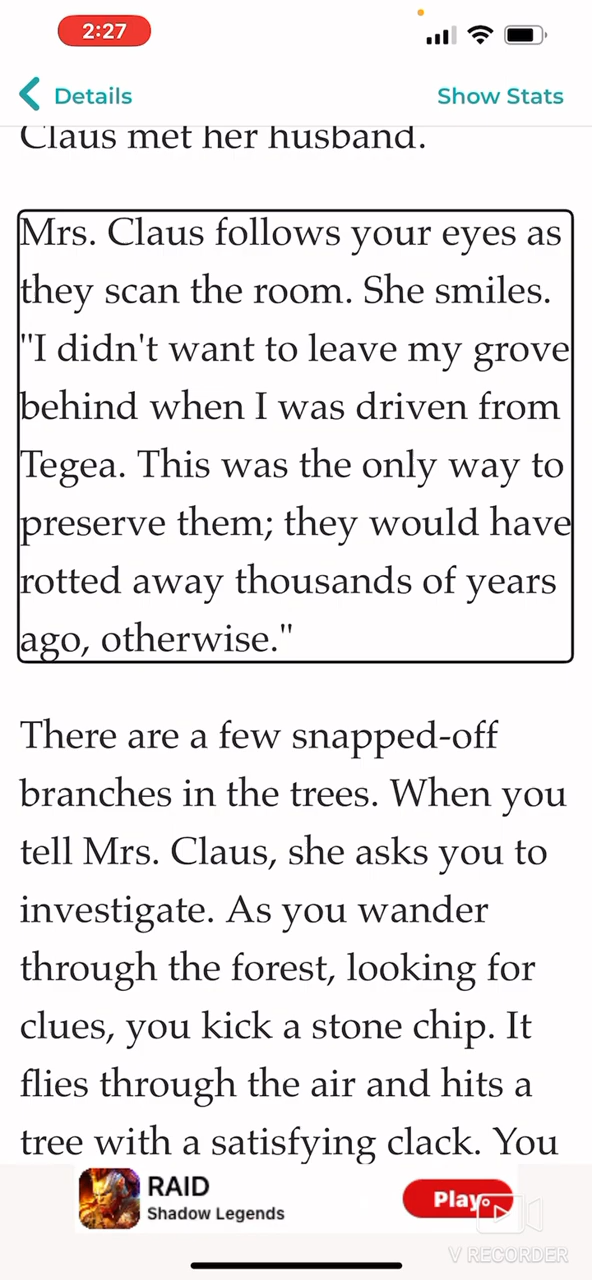 2:27
Details
Show Stats
Claus met her husband.
Mrs. Claus follows your eyes as
they scan the room. She smiles.
"I didn't want to leave my grove
behind when I was driven from
Tegea. This was the only way to
preserve them; they would have
rotted away thousands of years
ago, otherwise."
There are a few snapped-off
branches in the trees. When you
tell Mrs. Claus, she asks you to
investigate. As you wander
through the forest, looking for
clues, you kick a stone chip. It
flies through the air and hits a
tree with a satisfying clack. You
RAID
Shadow Legends
Play
V RECORDER